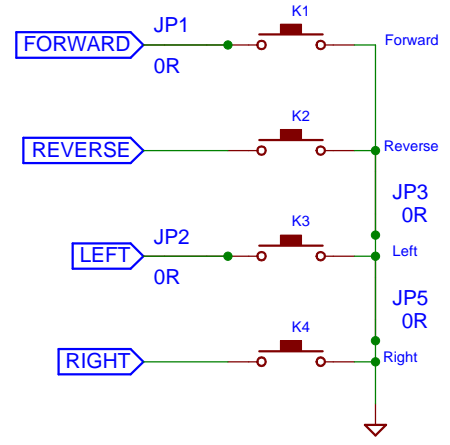 JP1
K1
FORWARD
Forward
0R
K2
REVERSE
Reverse
JP3
0R
JP2
K3
LEFT
Left
0R
JP5
0R
K4
RIGHT
Right